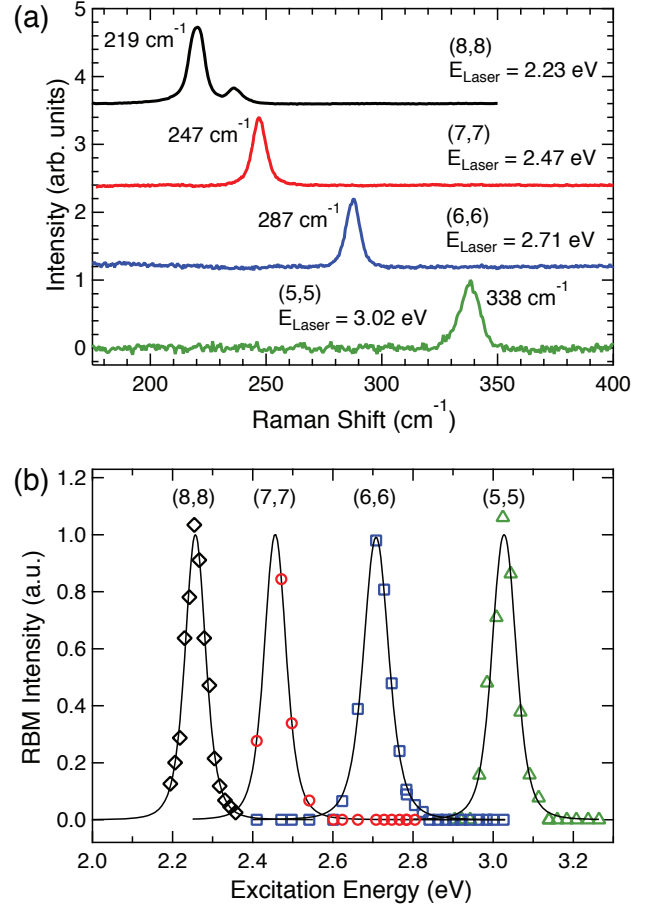 (a)
5
4
3
2
1
0
Intensity (arb. units)
219 cm⁻¹
(8,8)
E_Laser = 2.23 eV
247 cm⁻¹
(7,7)
E_Laser = 2.47 eV
287 cm⁻¹
(6,6)
E_Laser = 2.71 eV
(5,5)
E_Laser = 3.02 eV
338 cm⁻¹
200 250 300 350 400
Raman Shift (cm⁻¹)
(b)
1.2
1.0
0.8
0.6
0.4
0.2
0.0
RBM Intensity (a.u.)
(8,8) (7,7) (6,6) (5,5)
2.0 2.2 2.4 2.6 2.8 3.0 3.2
Excitation Energy (eV)